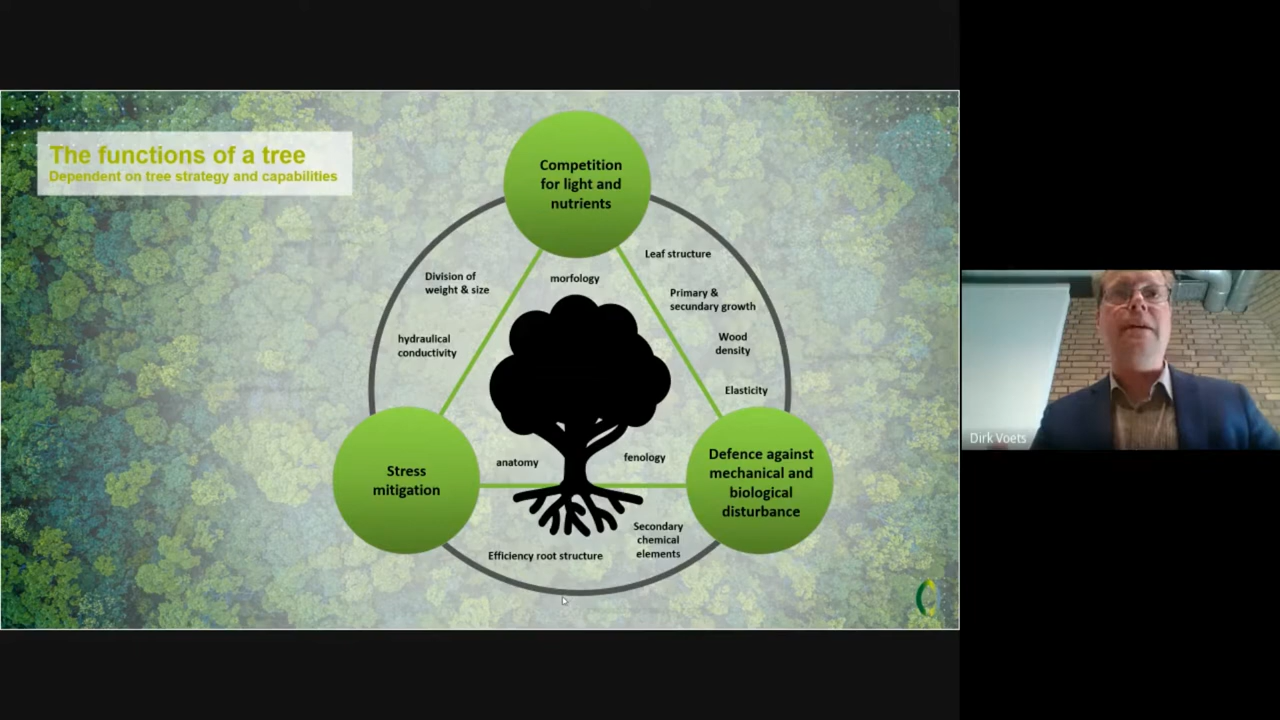 The functions of a tree
Dependent on tree strategy and capabilities
Competition
for light and
nutrients
Leaf structure
Division of
weight & size
morfology
Primary &
secundary growth
hydraulical
conductivity
Wood
density
Elasticity
Stress
mitigation
anatomy
fenology
Defence against
mechanical and
biological
disturbance
Secondary
chemical
elements
Efficiency root structure
Dirk Voets